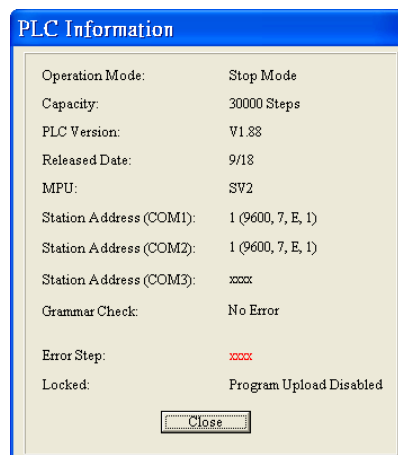 PLC Information
Operation Mode: Stop Mode
Capacity: 30000 Steps
PLC Version: V1.88
Released Date: 9/18
MPU: SV2
Station Address (COM1): 1 (9600, 7, E, 1)
Station Address (COM2): 1 (9600, 7, E, 1)
Station Address (COM3): xxxx
Grammar Check: No Error
Error Step: xxxx
Locked: Program Upload Disabled
Close